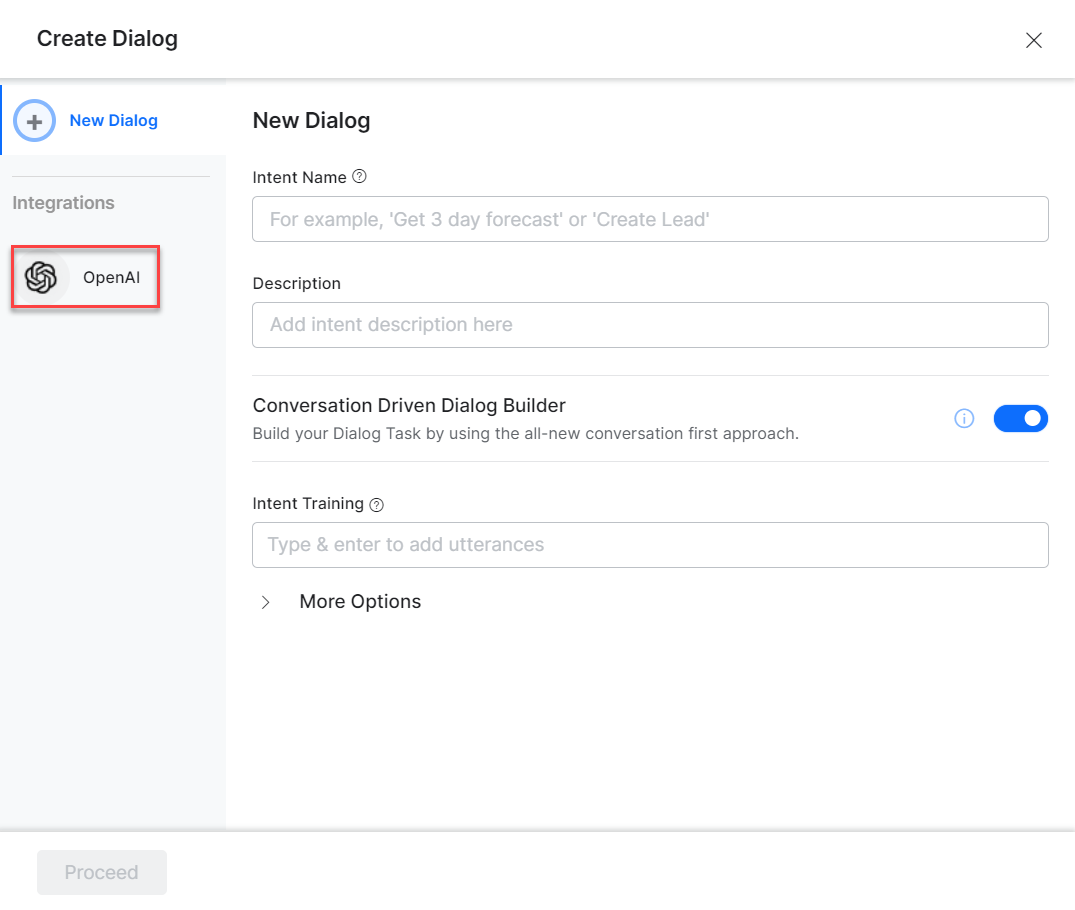 Create Dialog
New Dialog
Integrations
OpenAI
New Dialog
Intent Name
For example, 'Get 3 day forecast' or 'Create Lead'
Description
Add intent description here
Conversation Driven Dialog Builder
Build your Dialog Task by using the all-new conversation first approach.
Intent Training
Type & enter to add utterances
More Options
Proceed